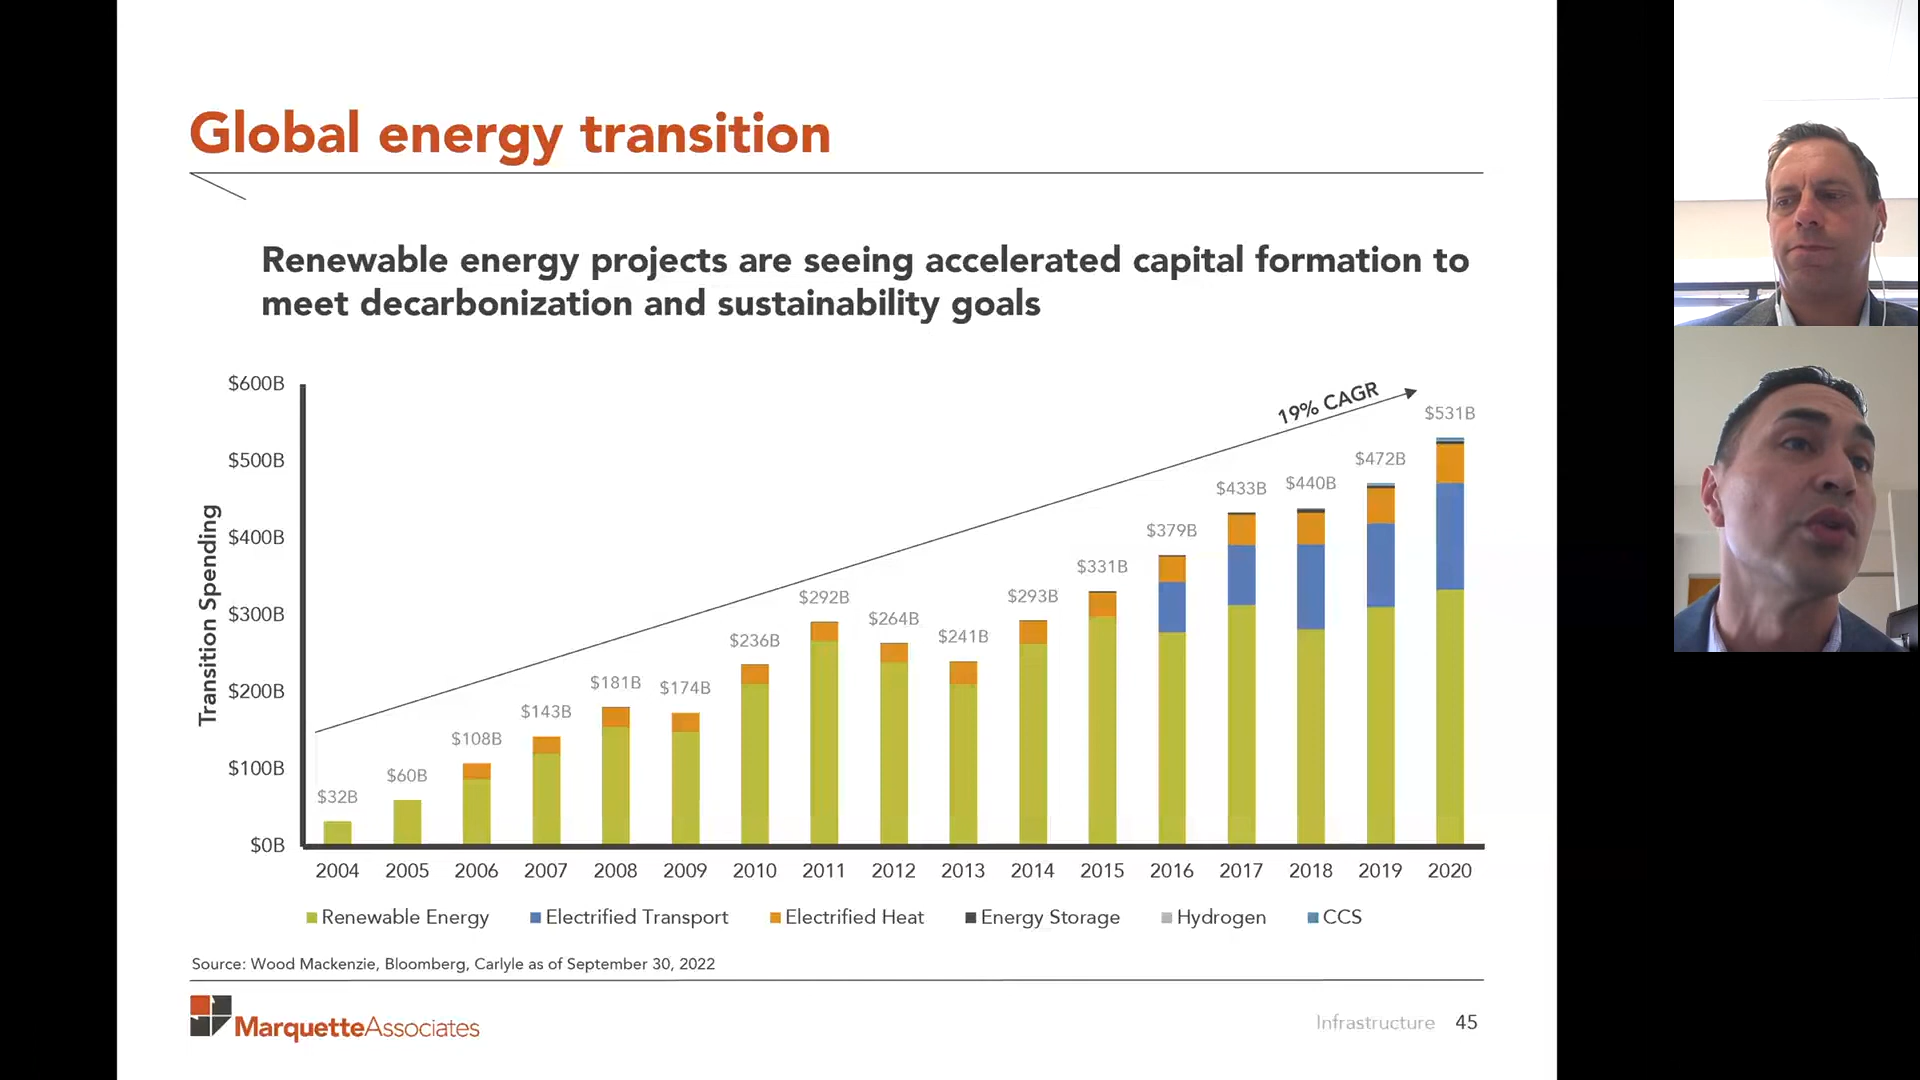 Global energy transition
Renewable energy projects are seeing accelerated capital formation to
meet decarbonization and sustainability goals
Transition Spending
$600B
$500B
$400B
$300B
$200B
$100B
$0B
19% CAGR
$32B
$60B
$108B
$143B
$181B
$174B
$236B
$292B
$264B
$241B
$293B
$331B
$379B
$433B
$440B
$472B
$531B
2004 2005 2006 2007 2008 2009 2010 2011 2012 2013 2014 2015 2016 2017 2018 2019 2020
Renewable Energy Electrified Transport Electrified Heat Energy Storage Hydrogen CCS
Source: Wood Mackenzie, Bloomberg, Carlyle as of September 30, 2022
MarquetteAssociates
Infrastructure 45